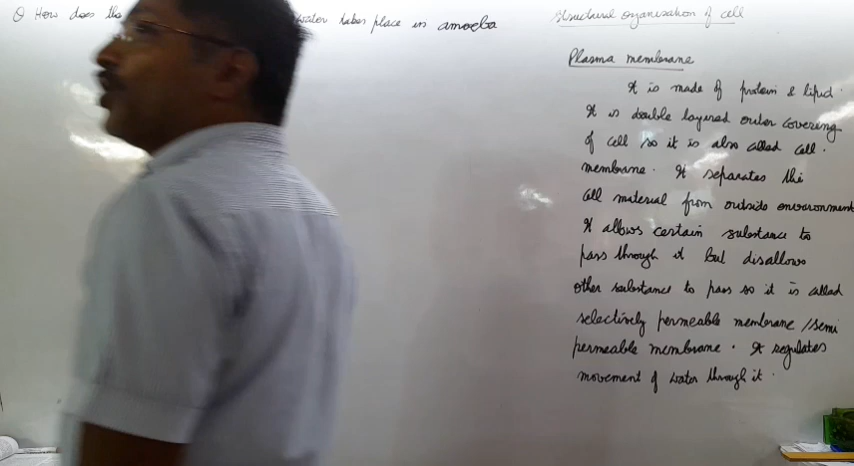 Q How does the water takes place in amoeba
Structural organisation of cell
Plasma membrane
It is made of protein & lipid.
It is double layered outer covering
of cell so it is also called cell
membrane. It separates the
cell material from outside environment
It allows certain substance to
pass through it but disallows
other substance to pass so it is called
selectively permeable membrane / semi
permeable membrane. It regulates
movement of water through it.